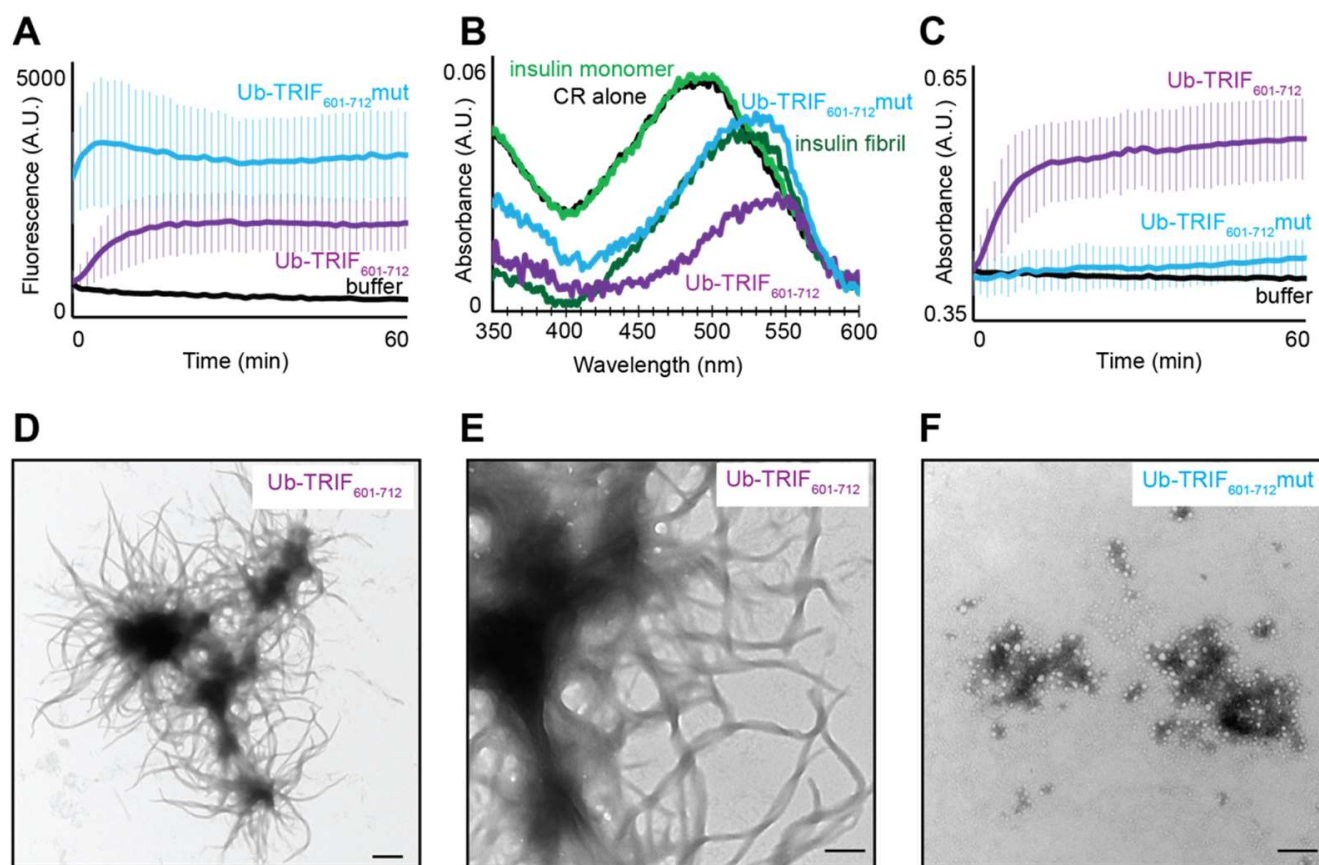 A
5000
Fluorescence (A.U.)
0
Ub-TRIF601-712mut
Ub-TRIF601-712
buffer
0
60
Time (min)
B
0.06
Absorbance (A.U.)
0
insulin monomer
CR alone
Ub-TRIF601-712mut
insulin fibril
Ub-TRIF601-712
350 400 450 500 550 600
Wavelength (nm)
C
0.65
Absorbance (A.U.)
0.35
Ub-TRIF601-712
Ub-TRIF601-712mut
buffer
0
60
Time (min)
D
Ub-TRIF601-712
E
Ub-TRIF601-712
F
Ub-TRIF601-712mut